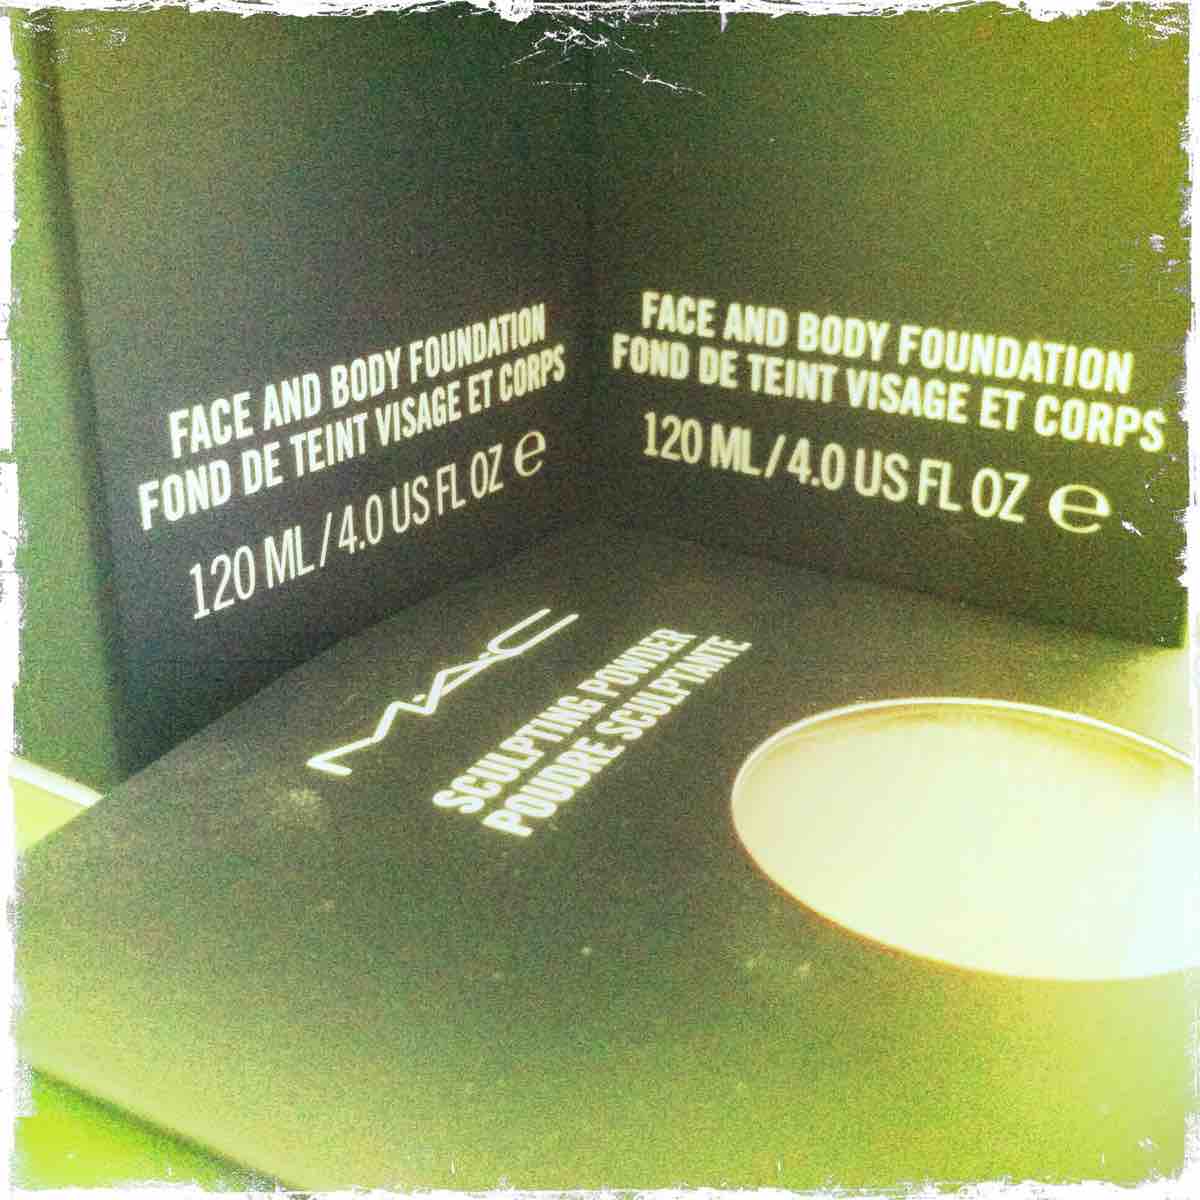 FACE AND BODY FOUNDATION
FOND DE TEINT VISAGE ET CORPS
120 ML / 4.0 US FL OZ ℮
FACE AND BODY FOUNDATION
FOND DE TEINT VISAGE ET CORPS
120 ML / 4.0 US FL OZ ℮
M·A·C
SCULPTING POWDER
POUDRE SCULPTANTE